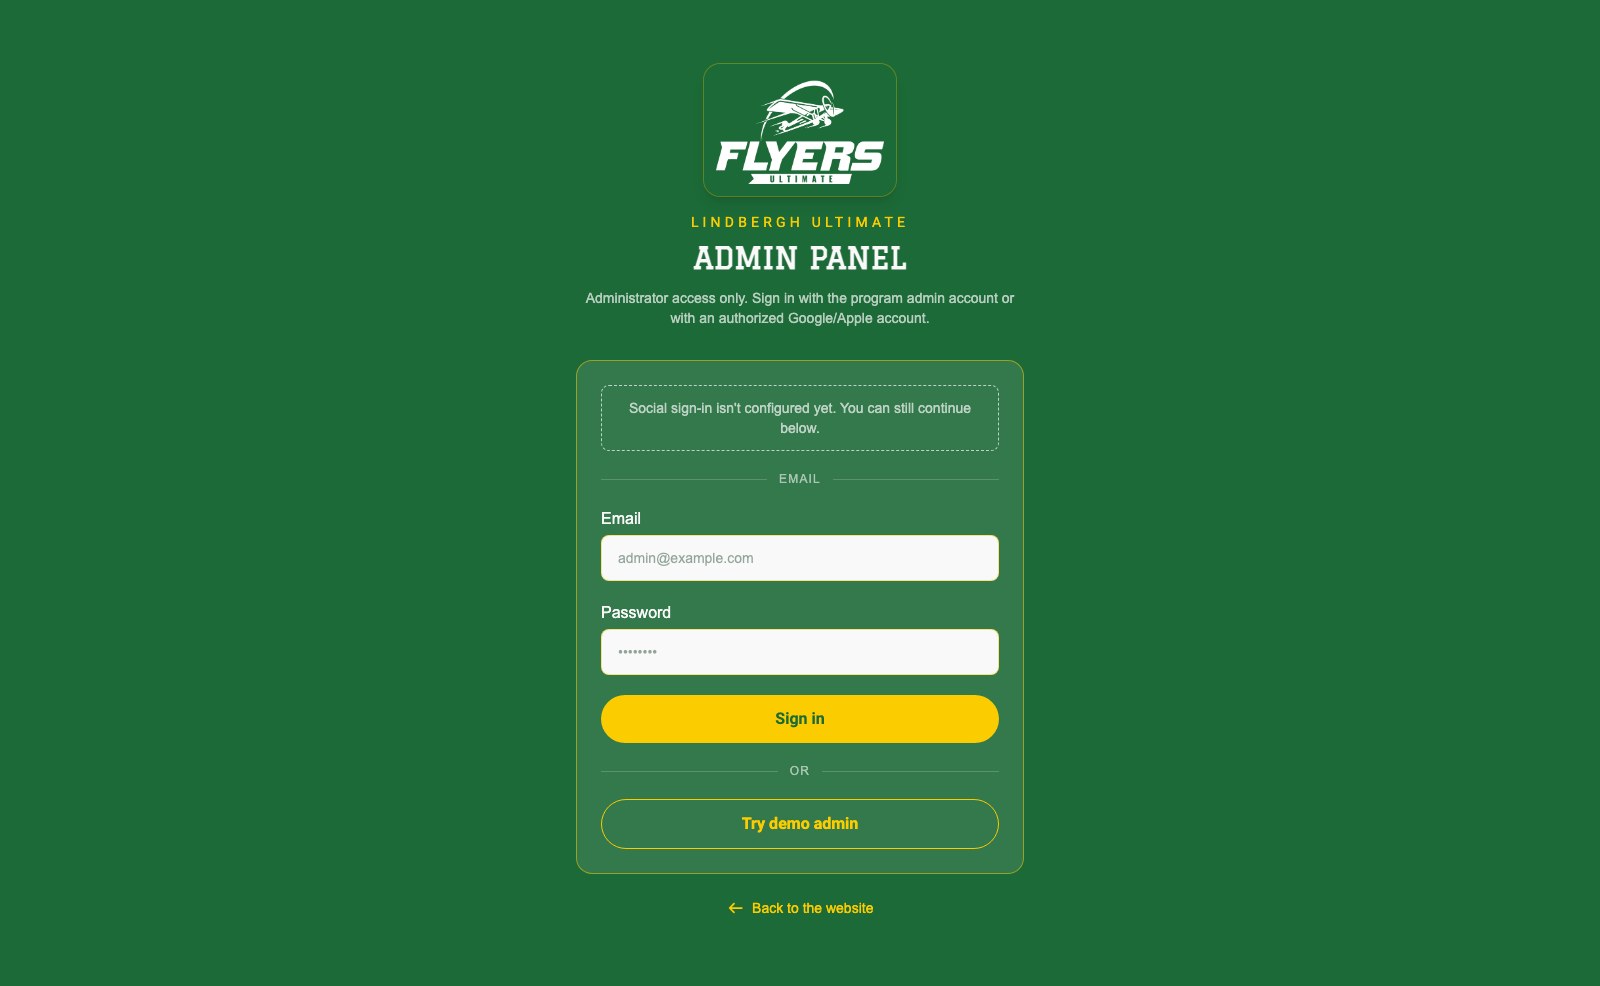 FLYERS
ULTIMATE
LINDBERGH ULTIMATE
ADMIN PANEL
Administrator access only. Sign in with the program admin account or
with an authorized Google/Apple account.
Social sign-in isn't configured yet. You can still continue
below.
EMAIL
Email
admin@example.com
Password
••••••••
Sign in
OR
Try demo admin
← Back to the website